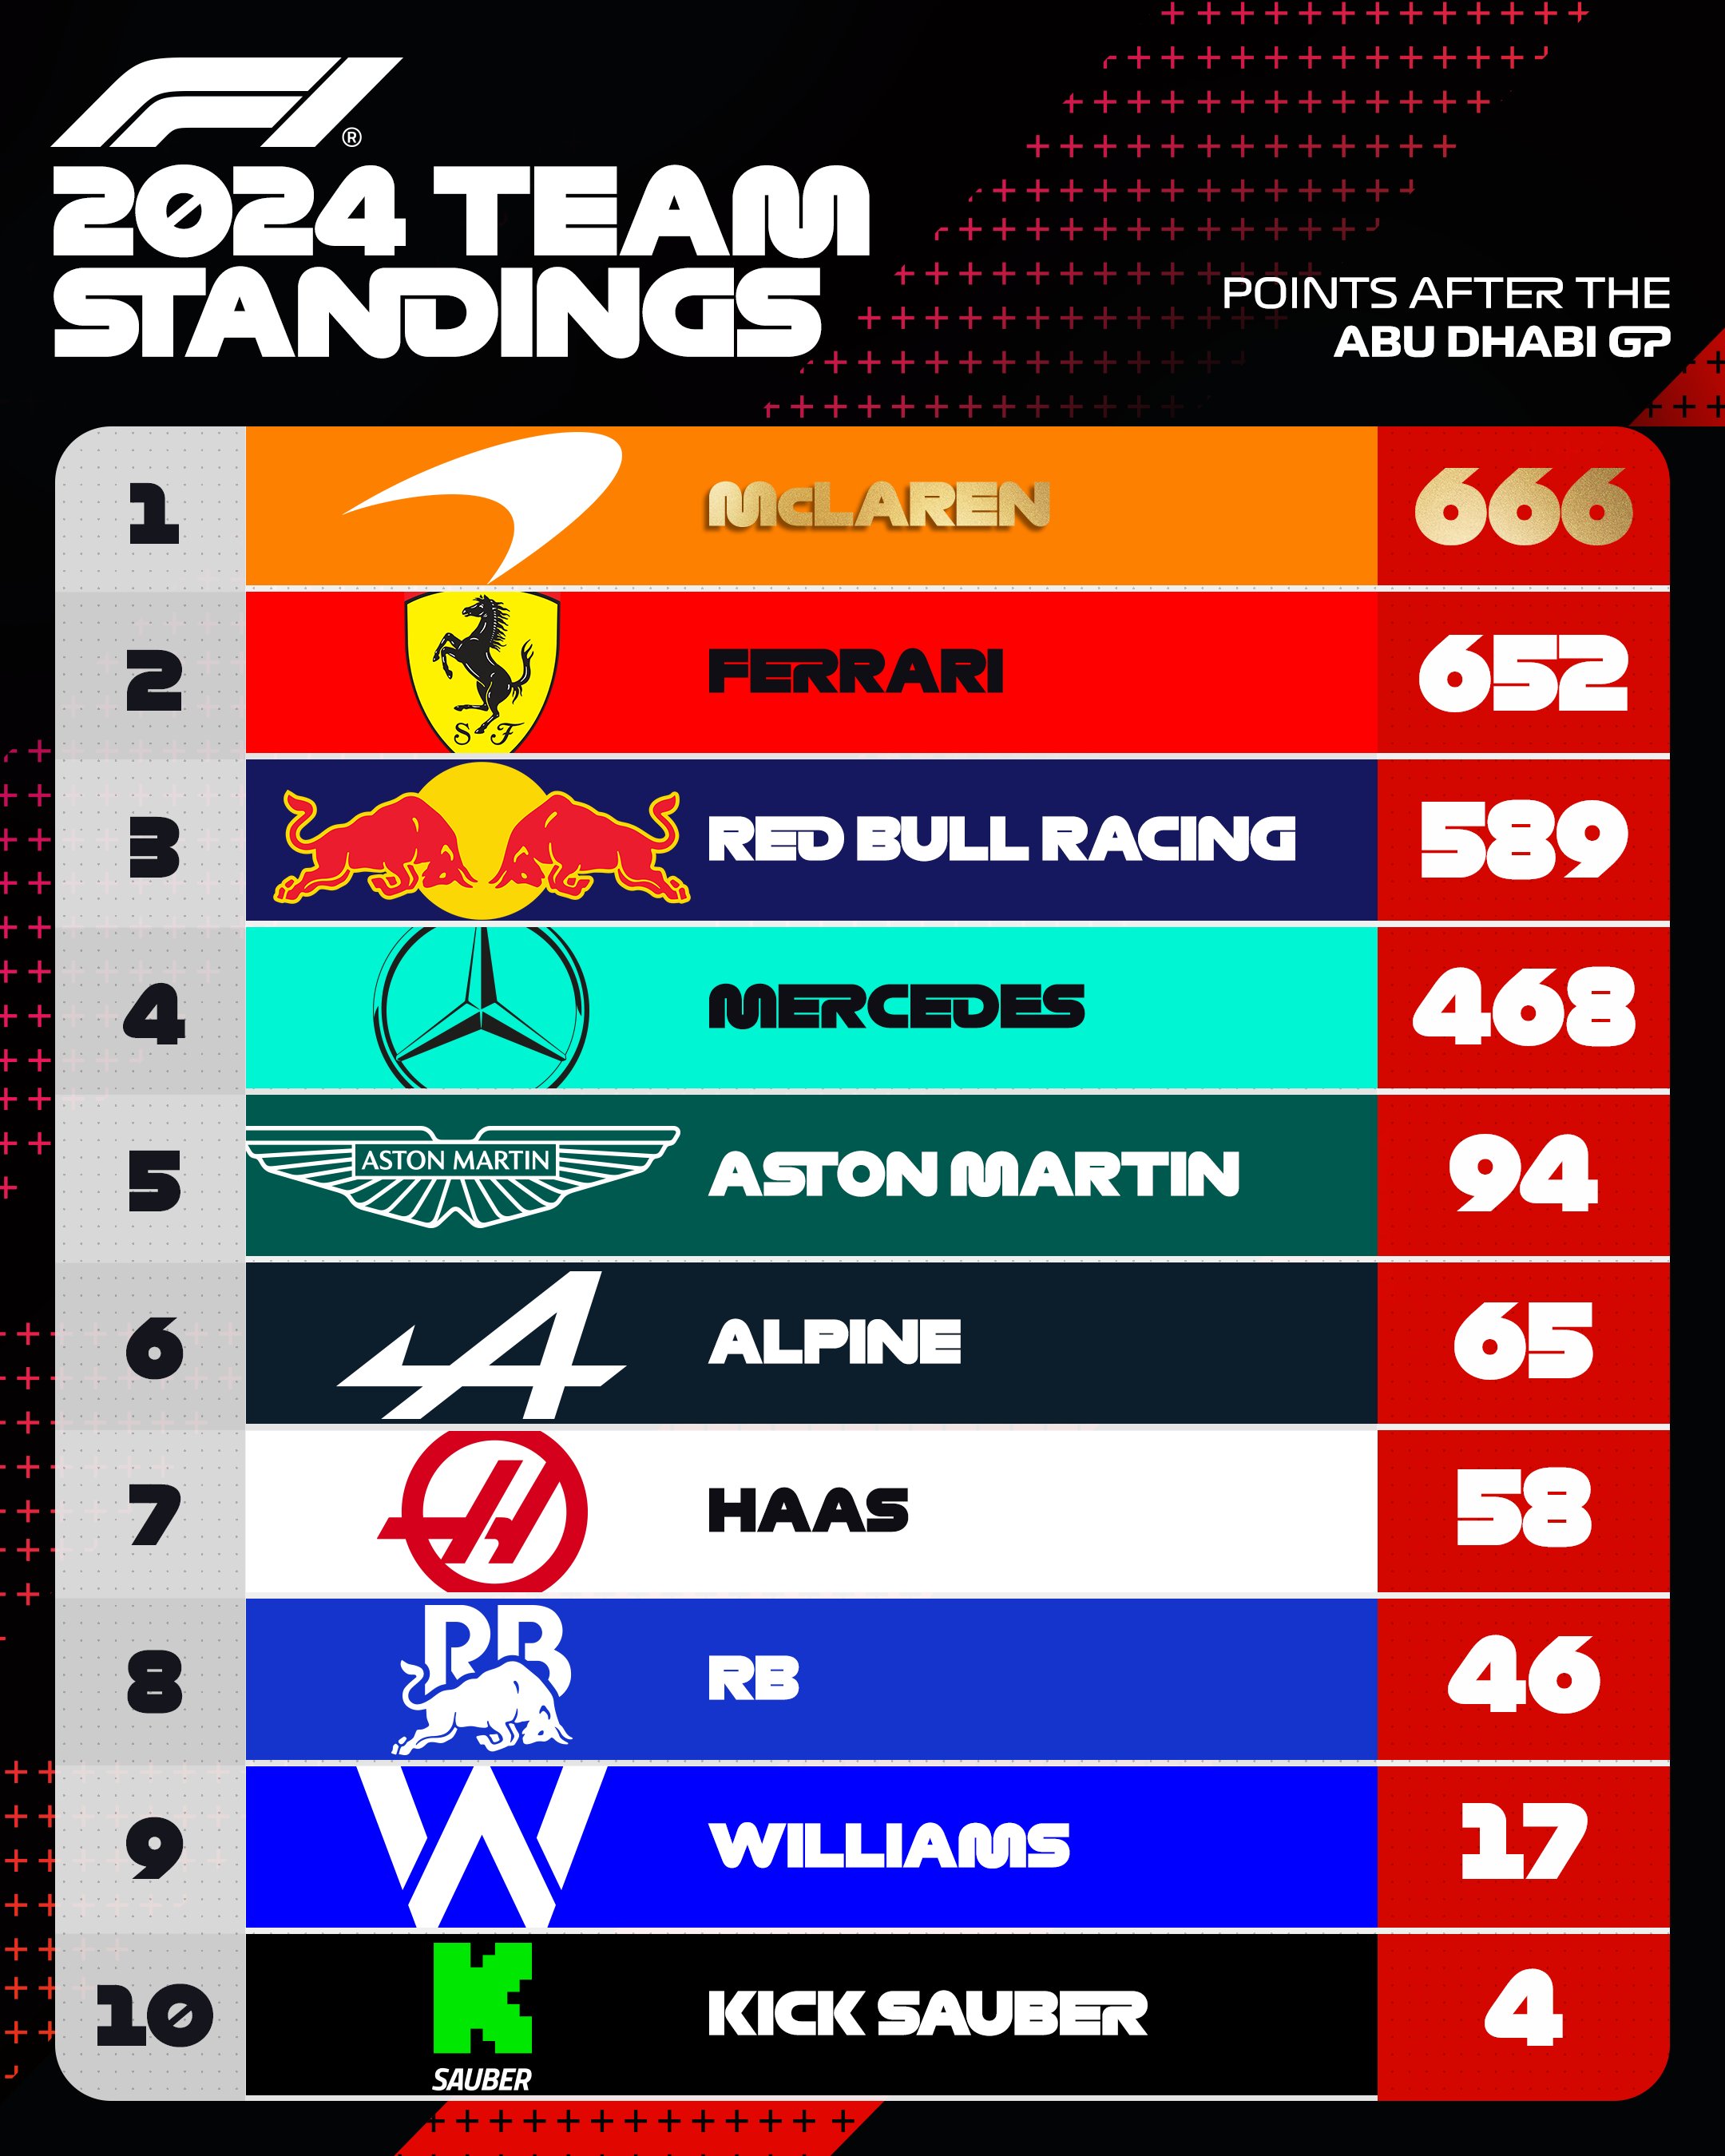 F1®
2024 TEAM
STANDINGS
POINTS AFTER THE
ABU DHABI GP
1 McLAREN 666
2 S F FERRARI 652
3 RED BULL RACING 589
4 MERCEDES 468
5 ASTON MARTIN ASTON MARTIN 94
6 A ALPINE 65
7 H HAAS 58
8 RB RB 46
9 W WILLIAMS 17
10 K SAUBER KICK SAUBER 4